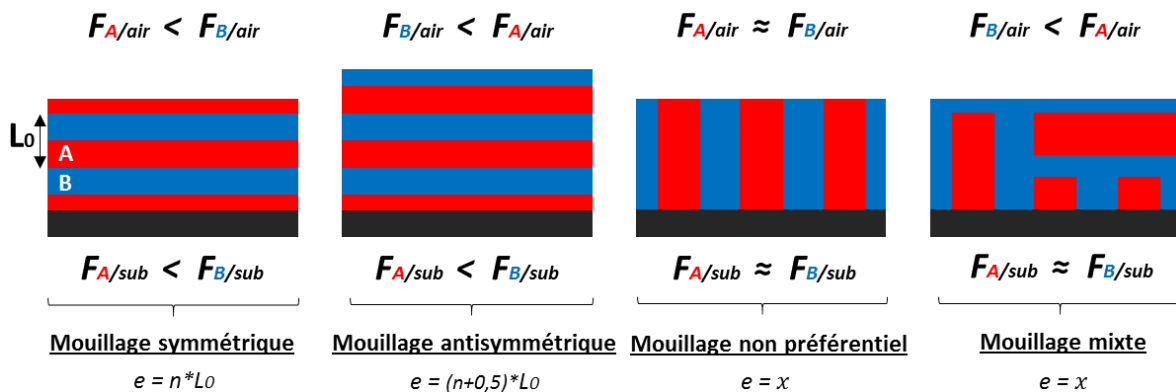 FA/air < FB/air
FB/air < FA/air
FA/air ≈ FB/air
FB/air < FA/air
L0
A
B
FA/sub < FB/sub
FA/sub < FB/sub
FA/sub ≈ FB/sub
FA/sub ≈ FB/sub
Mouillage symmétrique
Mouillage antisymmétrique
Mouillage non préférentiel
Mouillage mixte
e = n*L0
e = (n+0,5)*L0
e = x
e = x